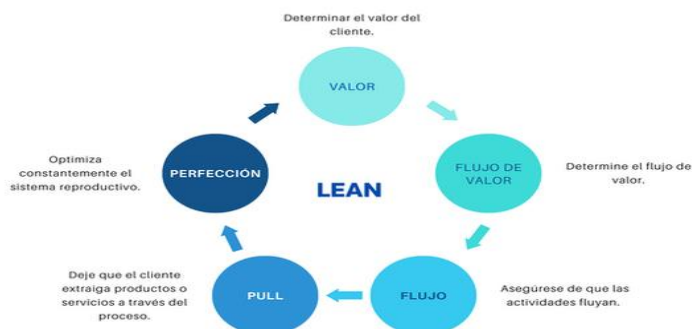 Determinar el valor del
cliente.
VALOR
FLUJO DE
VALOR
Determine el flujo de
valor.
FLUJO
Asegúrese de que las
actividades fluyan.
PULL
Deje que el cliente
extraiga productos o
servicios a través del
proceso.
PERFECCIÓN
Optimiza
constantemente el
sistema reproductivo.
LEAN